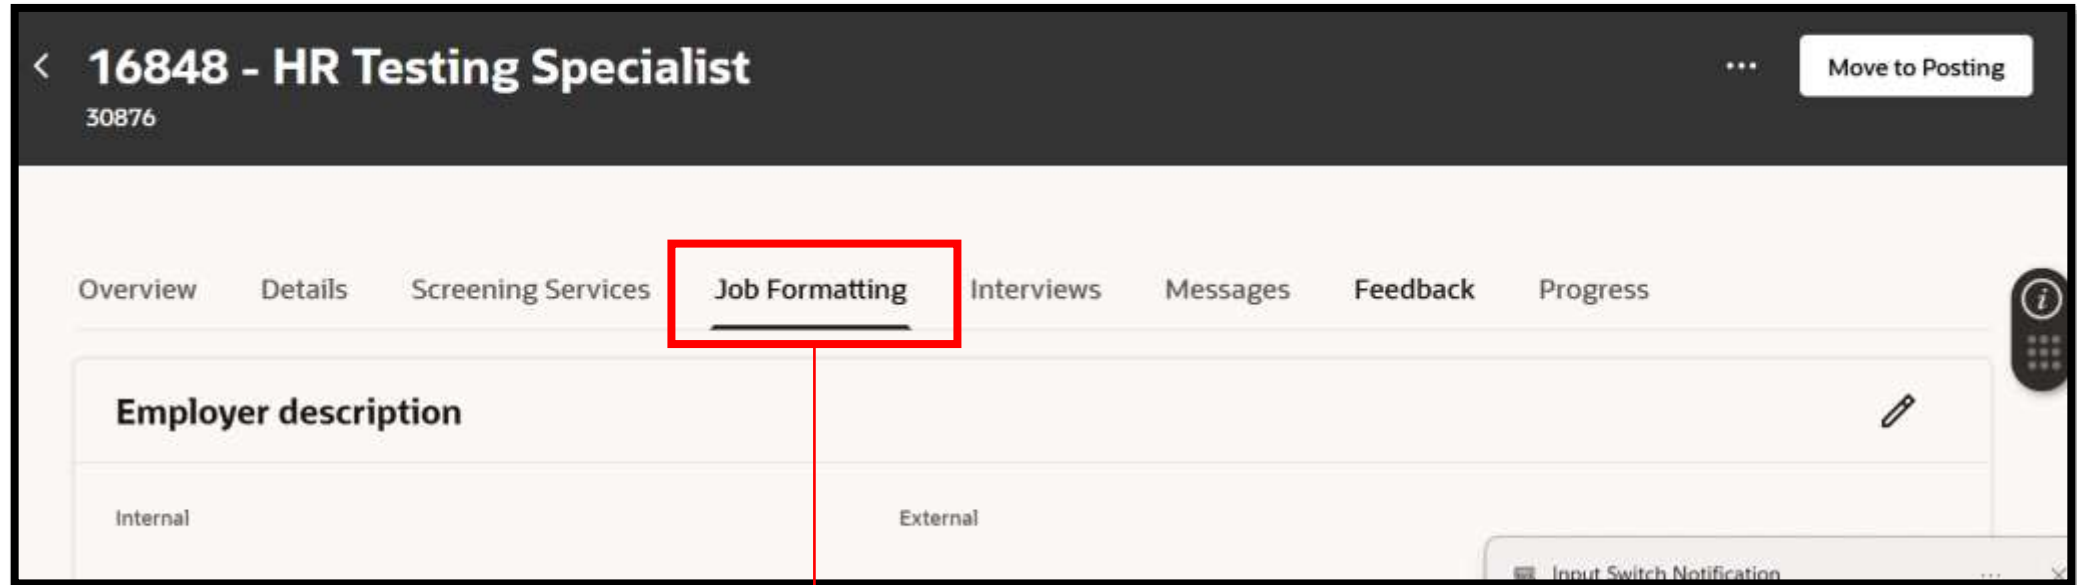 16848 - HR Testing Specialist
Move to Posting
30876
Overview Details Screening Services Job Formatting Interviews Messages Feedback Progress
Employer description
Internal External
Input Switch Notification